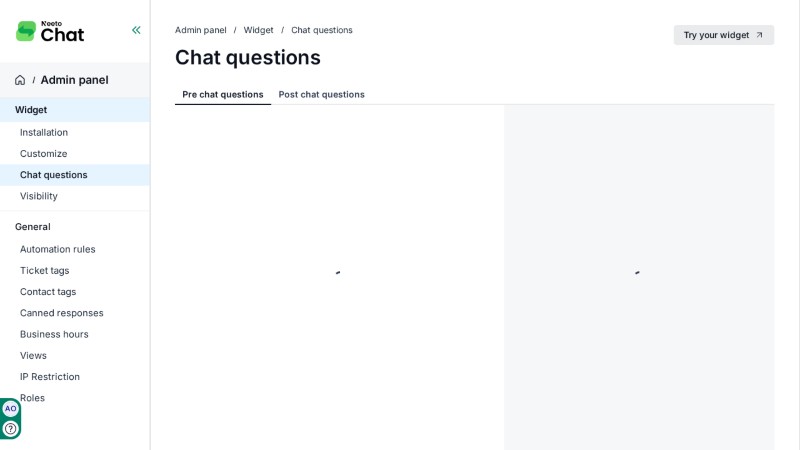 Neeto
Chat
/ Admin panel
Widget
Installation
Customize
Chat questions
Visibility
General
Automation rules
Ticket tags
Contact tags
Canned responses
Business hours
Views
IP Restriction
Roles
AO
?
Admin panel / Widget / Chat questions
Try your widget
Chat questions
Pre chat questions
Post chat questions